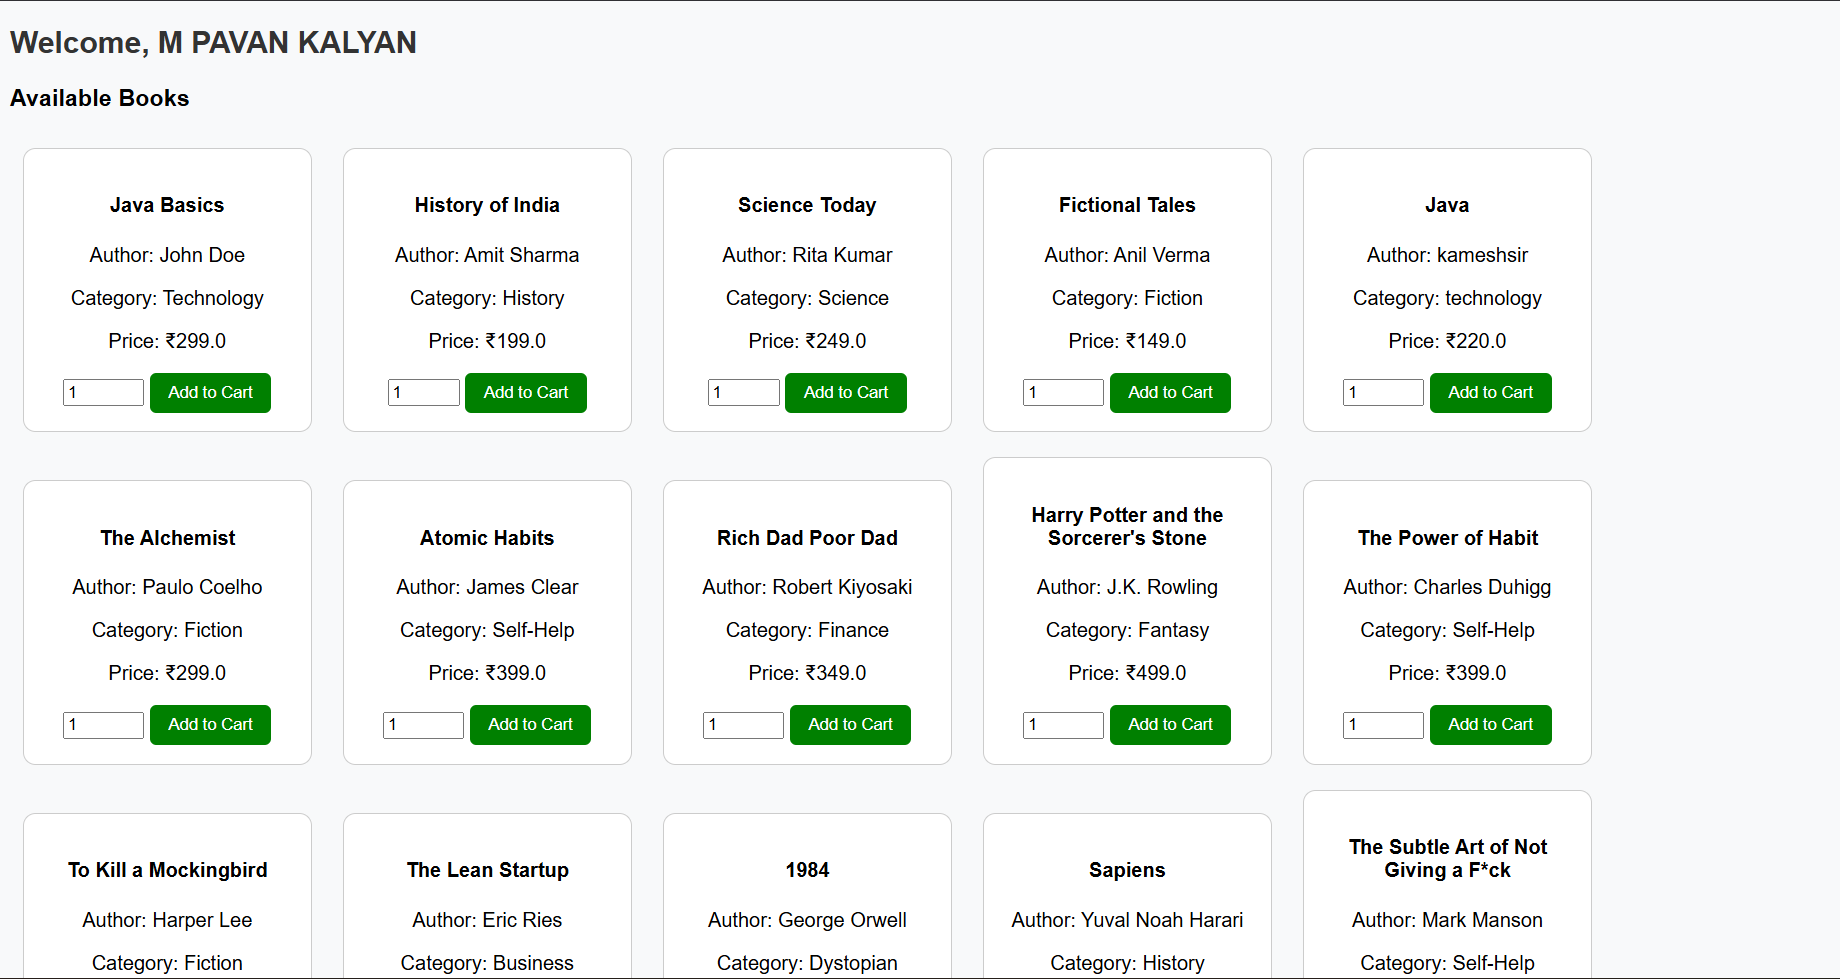 Welcome, M PAVAN KALYAN
Available Books
Java Basics
Author: John Doe
Category: Technology
Price: ₹299.0
1 Add to Cart
History of India
Author: Amit Sharma
Category: History
Price: ₹199.0
1 Add to Cart
Science Today
Author: Rita Kumar
Category: Science
Price: ₹249.0
1 Add to Cart
Fictional Tales
Author: Anil Verma
Category: Fiction
Price: ₹149.0
1 Add to Cart
Java
Author: kameshsir
Category: technology
Price: ₹220.0
1 Add to Cart
The Alchemist
Author: Paulo Coelho
Category: Fiction
Price: ₹299.0
1 Add to Cart
Atomic Habits
Author: James Clear
Category: Self-Help
Price: ₹399.0
1 Add to Cart
Rich Dad Poor Dad
Author: Robert Kiyosaki
Category: Finance
Price: ₹349.0
1 Add to Cart
Harry Potter and the
Sorcerer's Stone
Author: J.K. Rowling
Category: Fantasy
Price: ₹499.0
1 Add to Cart
The Power of Habit
Author: Charles Duhigg
Category: Self-Help
Price: ₹399.0
1 Add to Cart
To Kill a Mockingbird
Author: Harper Lee
Category: Fiction
The Lean Startup
Author: Eric Ries
Category: Business
1984
Author: George Orwell
Category: Dystopian
Sapiens
Author: Yuval Noah Harari
Category: History
The Subtle Art of Not
Giving a F*ck
Author: Mark Manson
Category: Self-Help